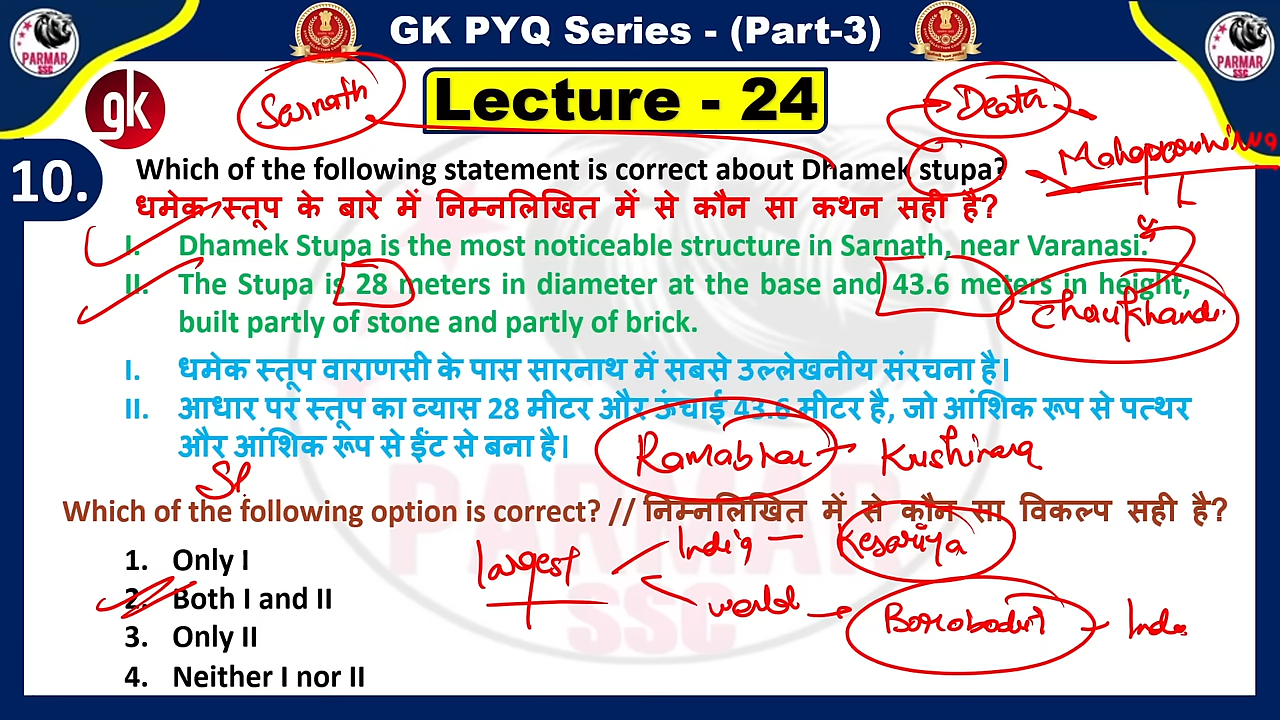 PARMAR
SSC
GK PYQ Series - (Part-3)
PARMAR
SSC
gk
Sarnath
Lecture - 24
Death
10.
Which of the following statement is correct about Dhamek stupa?
धमेक स्तूप के बारे में निम्नलिखित में से कौन सा कथन सही है?
I. Dhamek Stupa is the most noticeable structure in Sarnath, near Varanasi.
II. The Stupa is 28 meters in diameter at the base and 43.6 meters in height,
built partly of stone and partly of brick.
Chaukhandi
I. धमेक स्तूप वाराणसी के पास सारनाथ में सबसे उल्लेखनीय संरचना है।
II. आधार पर स्तूप का व्यास 28 मीटर और ऊंचाई 43.6 मीटर है, जो आंशिक रूप से पत्थर
और आंशिक रूप से ईंट से बना है।
Ramabhar
Which of the following option is correct? // निम्नलिखित में से कौन सा विकल्प सही है?
1. Only I
largest
India - Kesariya
2. Both I and II
world
3. Only II
4. Neither I nor II
PARMAR
SSC